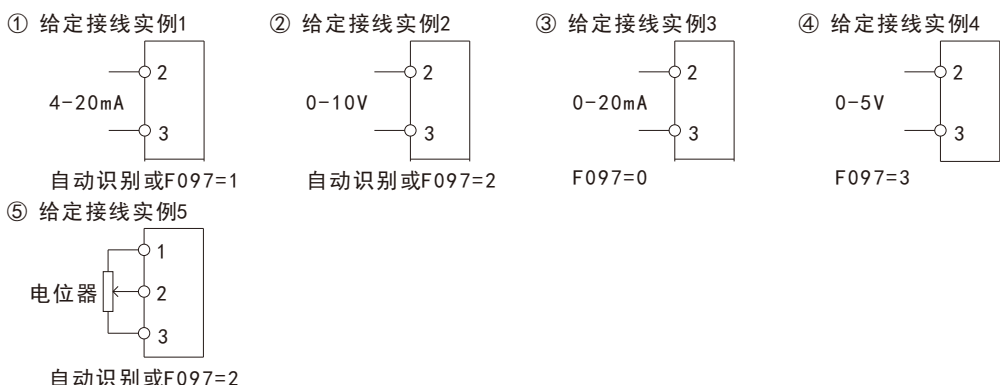 ① 给定接线实例1
② 给定接线实例2
③ 给定接线实例3
④ 给定接线实例4
2
4-20mA
3
自动识别或F097=1
2
0-10V
3
自动识别或F097=2
2
0-20mA
3
F097=0
2
0-5V
3
F097=3
⑤ 给定接线实例5
1
电位器
2
3
自动识别或F097=2